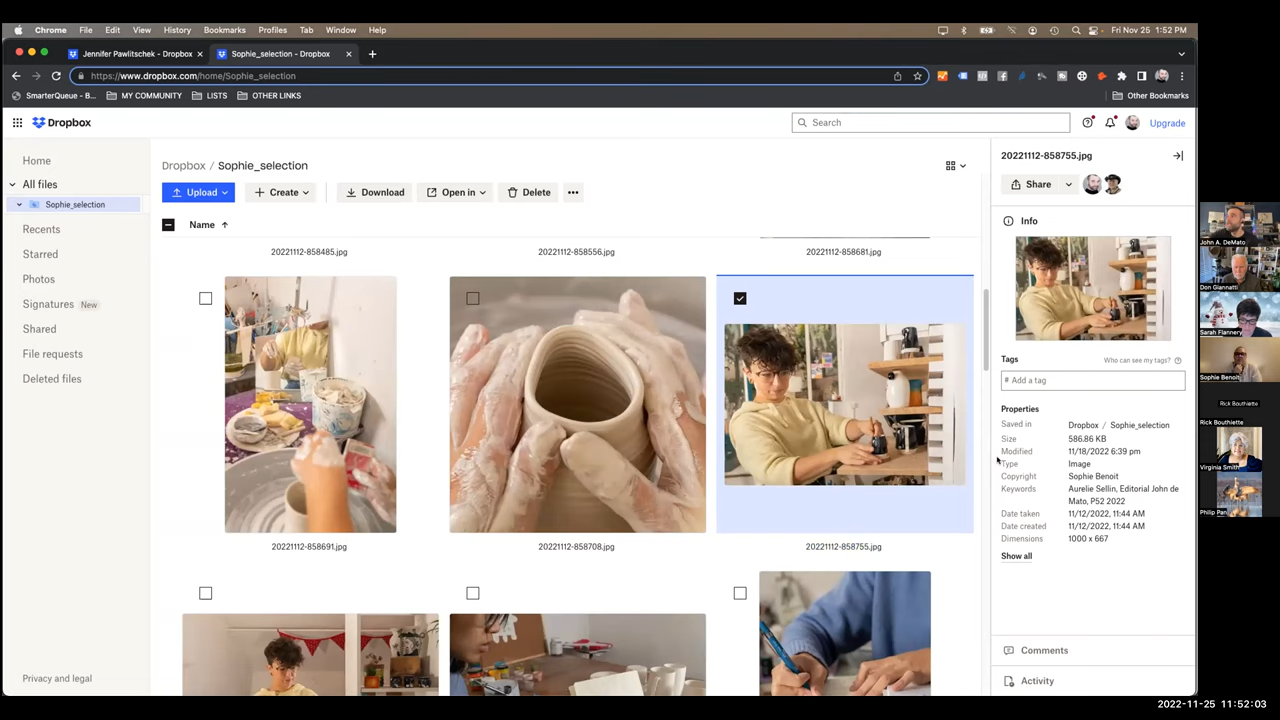 Chrome File Edit View History Bookmarks Profiles Tab Window Help Fri Nov 25 1:52 PM
Jennifer Pawlitschek - Dropbox Sophie_selection - Dropbox
https://www.dropbox.com/home/Sophie_selection
SmarterQueue - B... MY COMMUNITY LISTS OTHER LINKS Other Bookmarks
Dropbox Search Upgrade
Home
All files
Sophie_selection
Recents
Starred
Photos
Signatures New
Shared
File requests
Deleted files
Privacy and legal
Dropbox / Sophie_selection
Upload Create Download Open in Delete
Name
20221112-858485.jpg 20221112-858556.jpg 20221112-858681.jpg
20221112-858691.jpg 20221112-858708.jpg 20221112-858755.jpg
20221112-858755.jpg
Share
Info
Tags Who can see my tags?
# Add a tag
Properties
Saved in Dropbox / Sophie_selection
Size 586.86 KB
Modified 11/18/2022 6:39 pm
Type Image
Copyright Sophie Benoit
Keywords Aurelie Sellin, Editorial John de
Mato, P52 2022
Date taken 11/12/2022, 11:44 AM
Date created 11/12/2022, 11:44 AM
Dimensions 1000 x 667
Show all
Comments
Activity
John A. DeMato
Don Giannatti
Sarah Flannery
Sophie Benoit
Rick Bouthiette
Rick Bouthiette
Virginia Smith
Philip Pan
2022-11-25 11:52:03